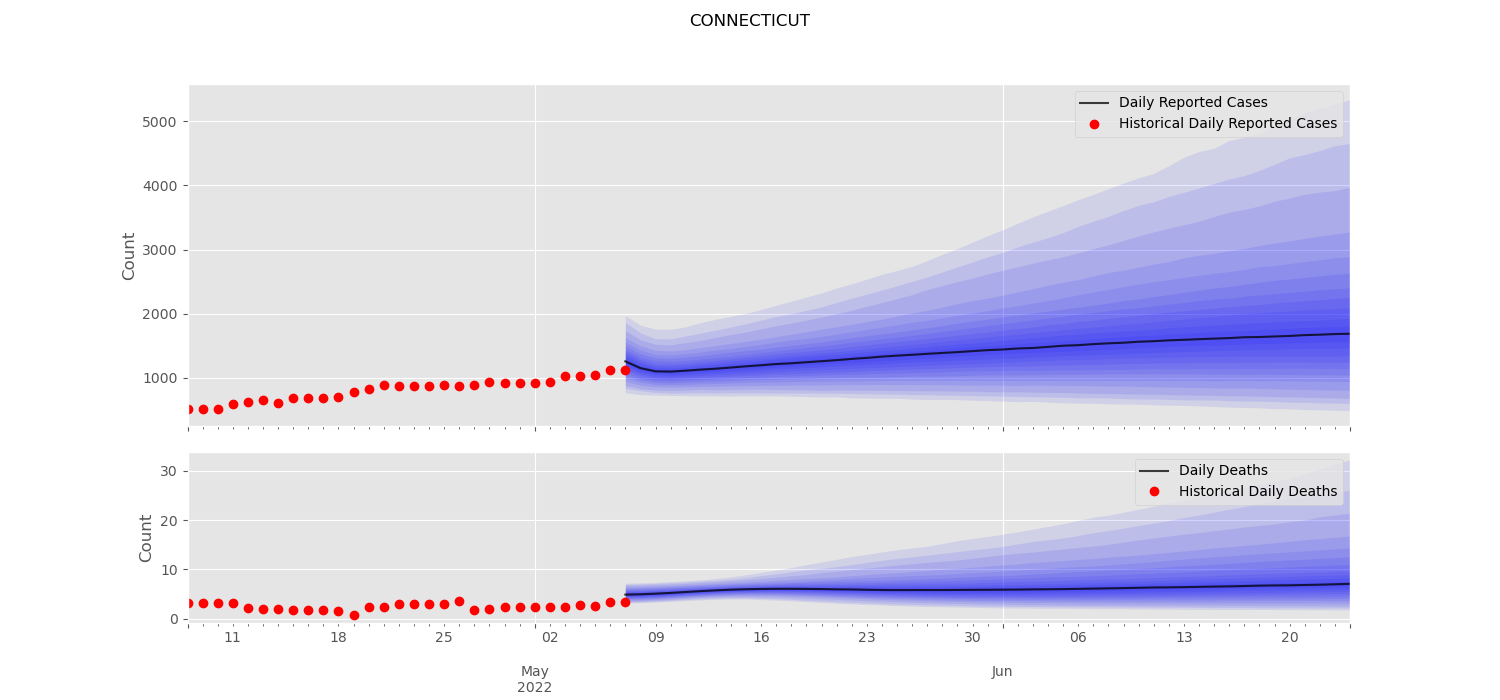 CONNECTICUT
Daily Reported Cases
Historical Daily Reported Cases
5000
4000
3000
2000
1000
Count
Daily Deaths
Historical Daily Deaths
30
20
10
0
Count
11 18 25 02 09 16 23 30 06 13 20
May Jun
2022